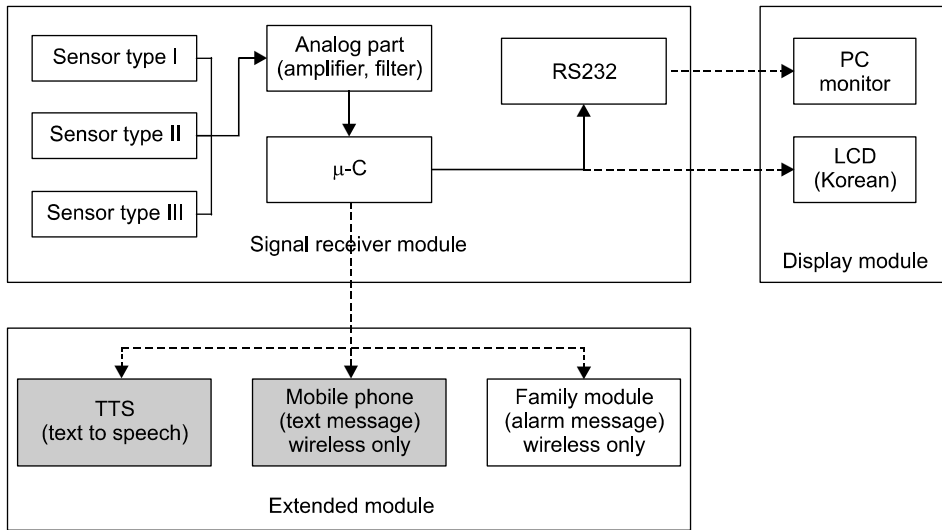 Sensor type I
Sensor type II
Sensor type III
Analog part
(amplifier, filter)
μ-C
RS232
Signal receiver module
PC
monitor
LCD
(Korean)
Display module
TTS
(text to speech)
Mobile phone
(text message)
wireless only
Family module
(alarm message)
wireless only
Extended module